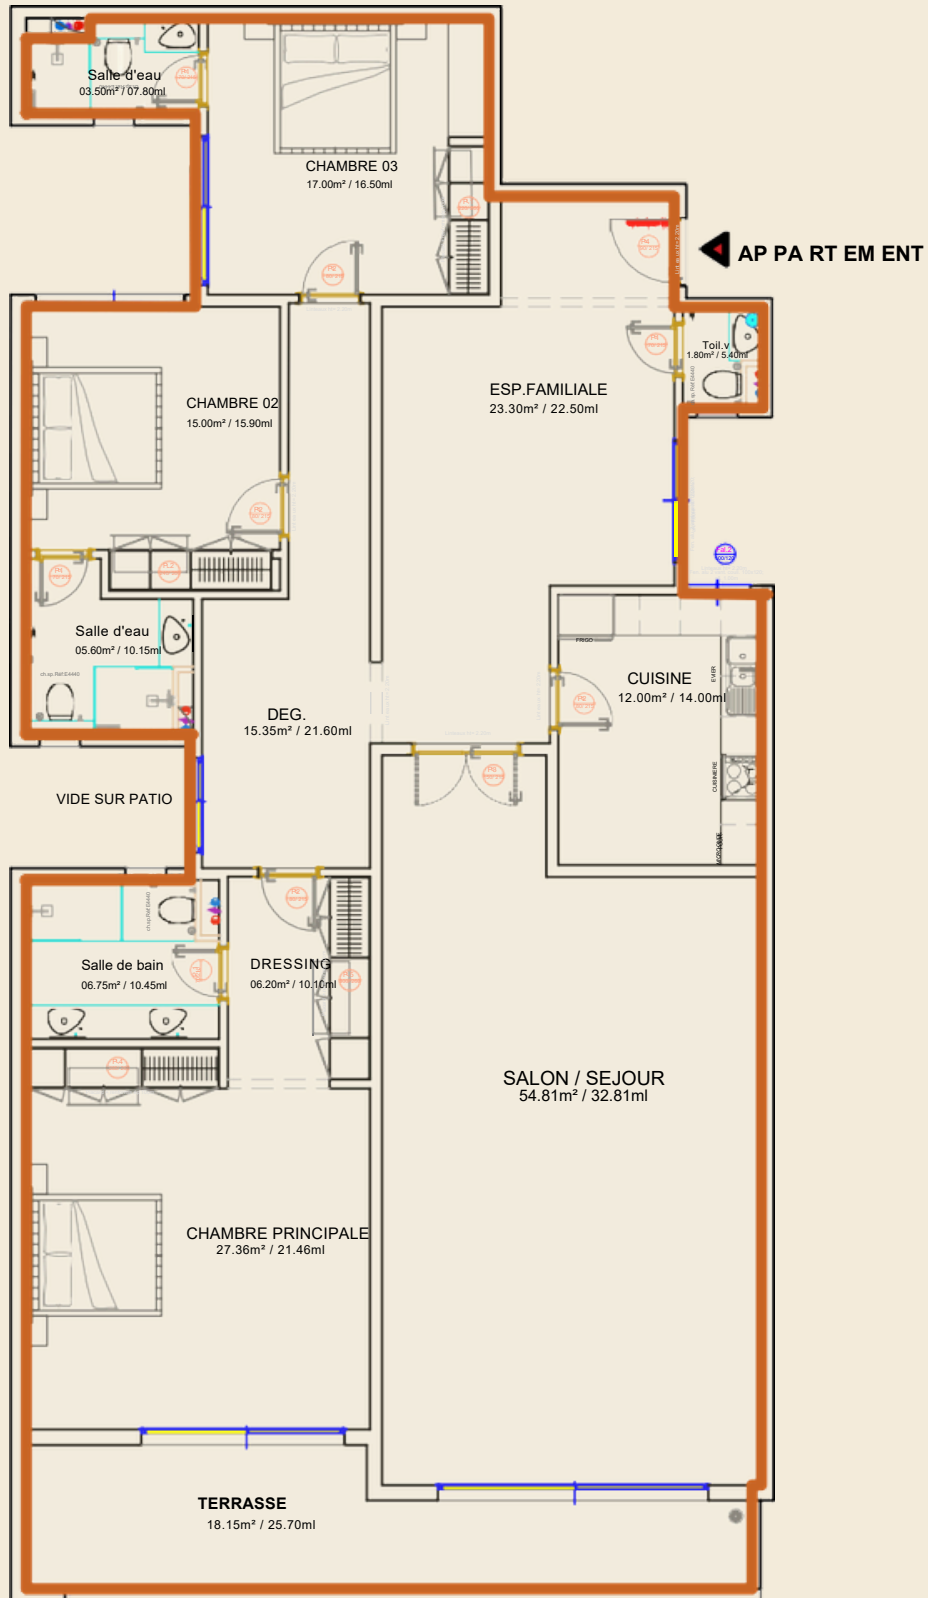 Salle d'eau
03.50m² / 07.80ml
CHAMBRE 03
17.00m² / 16.50ml
AP PA RT EM ENT
Toil.v
1.80m² / 5.40ml
ESP.FAMILIALE
23.30m² / 22.50ml
CHAMBRE 02
15.00m² / 15.90ml
Salle d'eau
05.60m² / 10.15ml
FRIGO
EVIER
CUISINE
12.00m² / 14.00ml
DEG.
15.35m² / 21.60ml
CUISINIERE
VIDE SUR PATIO
Salle de bain
06.75m² / 10.45ml
DRESSING
06.20m² / 10.10ml
SALON / SEJOUR
54.81m² / 32.81ml
CHAMBRE PRINCIPALE
27.36m² / 21.46ml
TERRASSE
18.15m² / 25.70ml